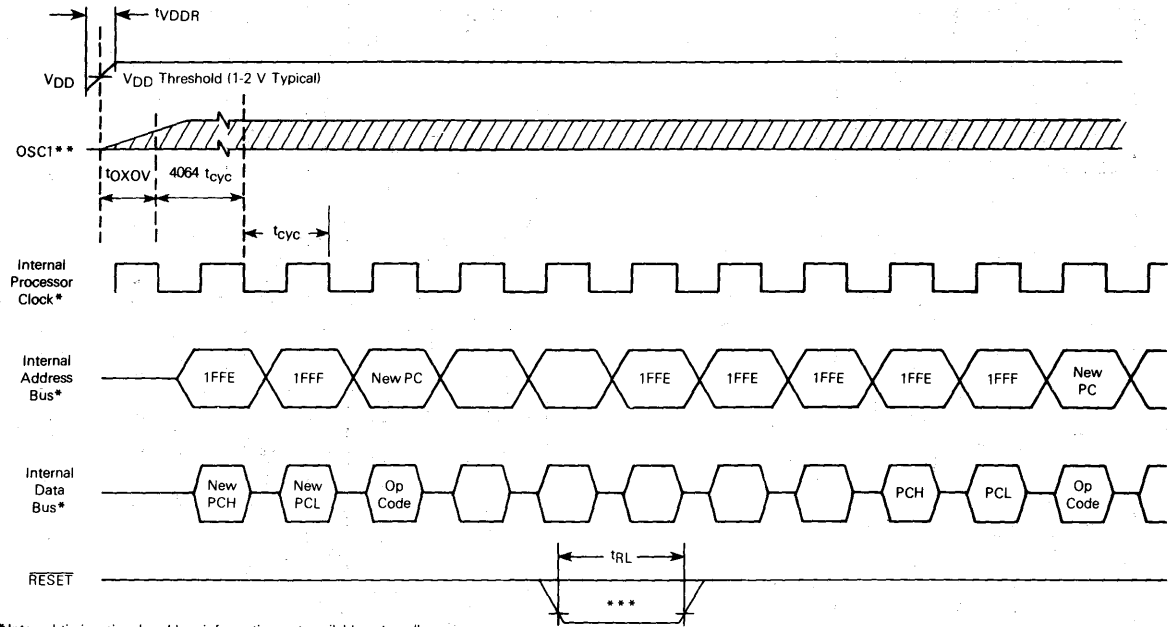 tVDDR
VDD
VDD Threshold (1-2 V Typical)
OSC1**
tOXOV
4064 tcyc
tcyc
Internal
Processor
Clock*
Internal
Address
Bus*
1FFE
1FFF
New PC
1FFE
1FFE
1FFE
1FFE
1FFF
New
PC
Internal
Data
Bus*
New
PCH
New
PCL
Op
Code
PCH
PCL
Op
Code
tRL
RESET
***